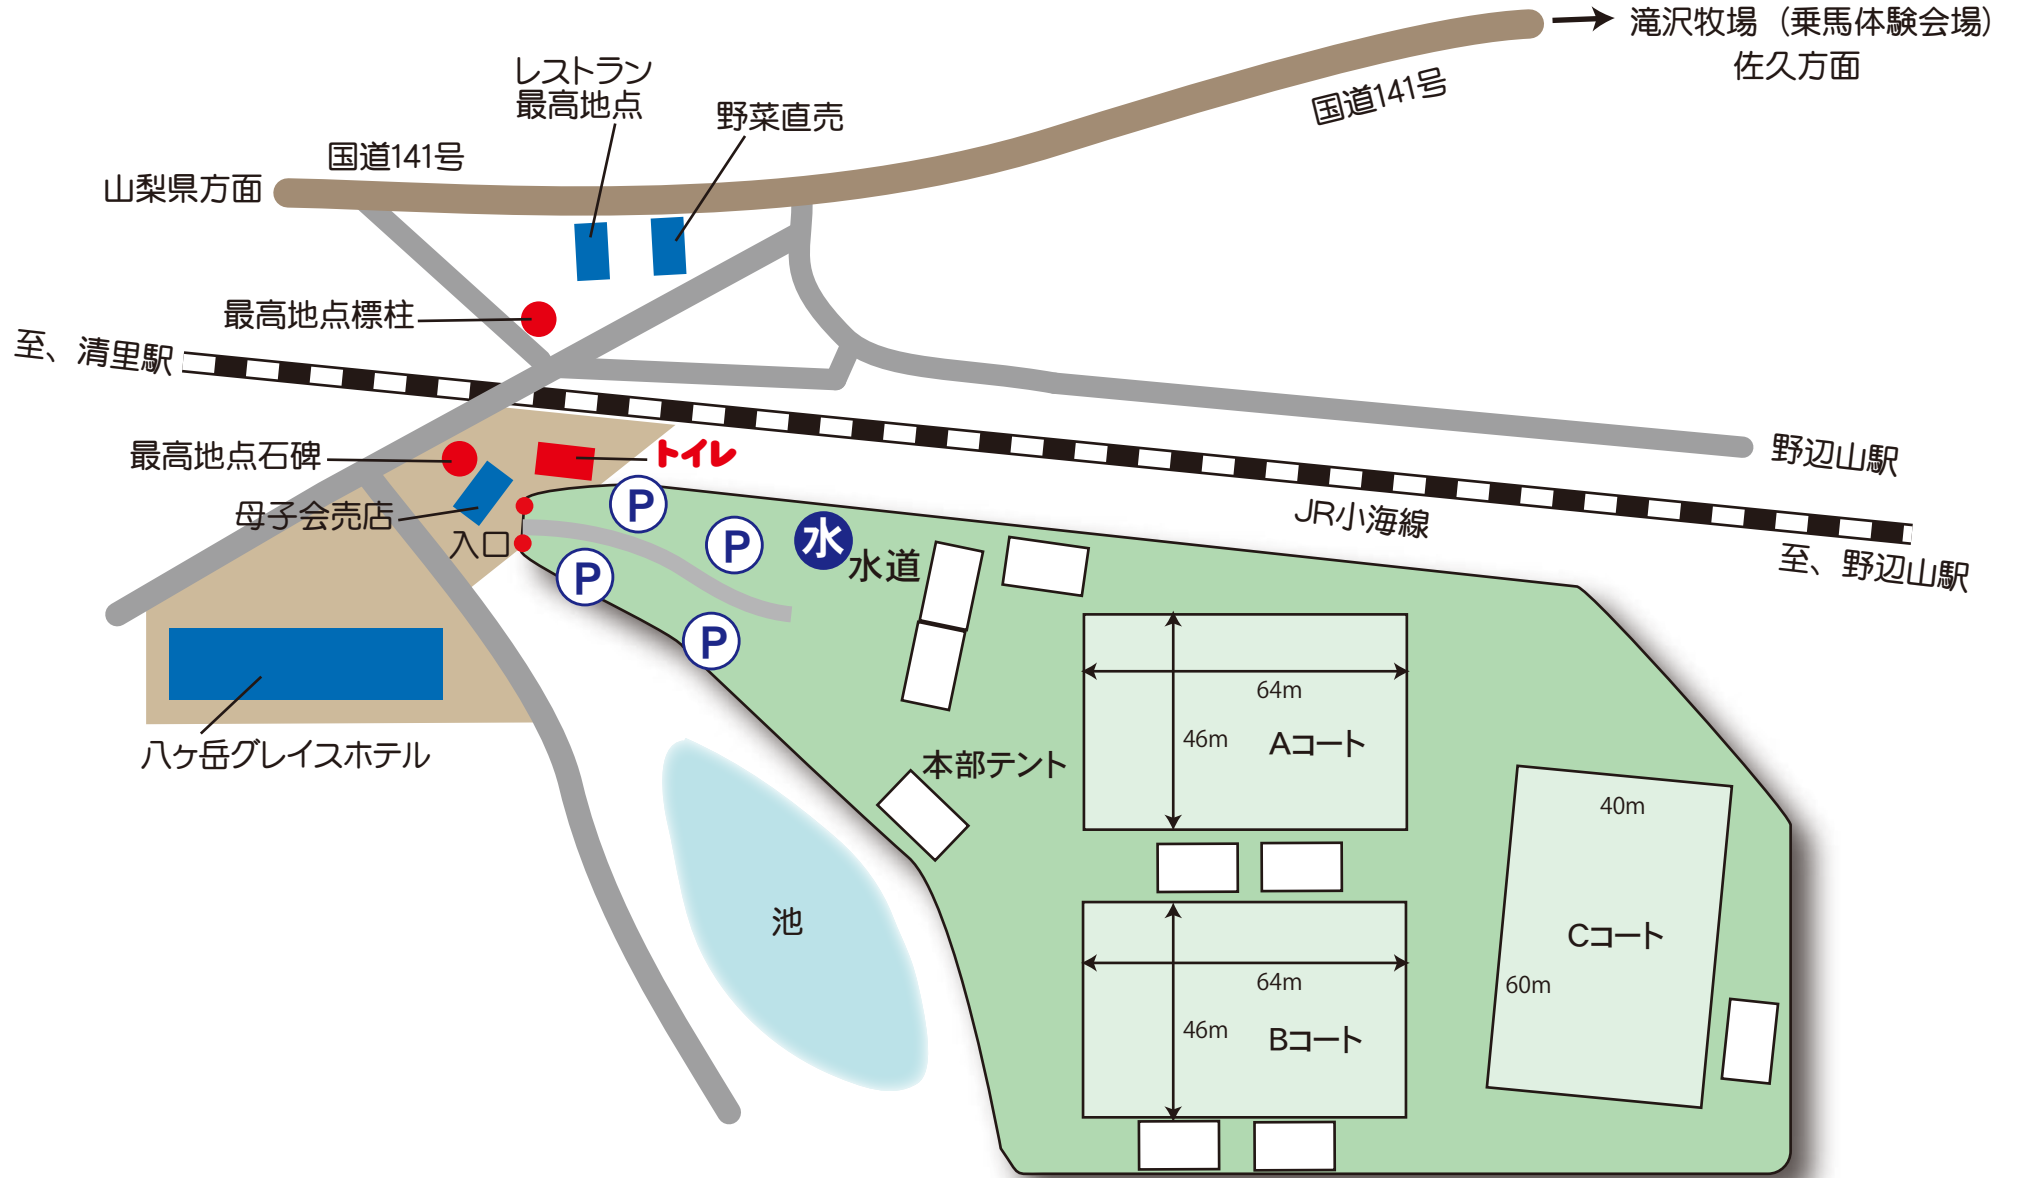 滝沢牧場（乗馬体験会場）
佐久方面
国道141号
レストラン
最高地点
野菜直売
国道141号
山梨県方面
最高地点標柱
至、清里駅
最高地点石碑
トイレ
野辺山駅
母子会売店
入口
P
P
P
P
水
水道
JR小海線
至、野辺山駅
64m
46m
Aコート
本部テント
八ヶ岳グレイスホテル
40m
池
Cコート
60m
64m
46m
Bコート